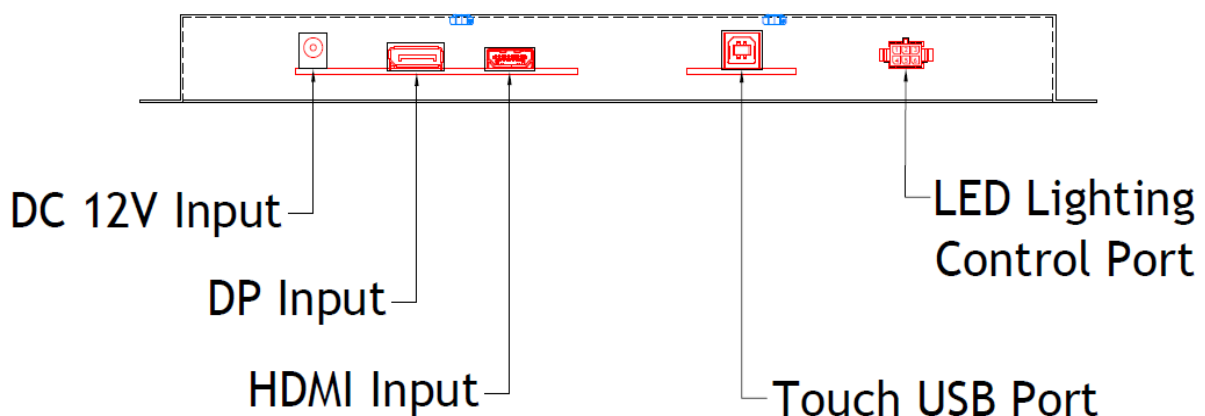 DC 12V Input
DP Input
HDMI Input
Touch USB Port
LED Lighting
Control Port